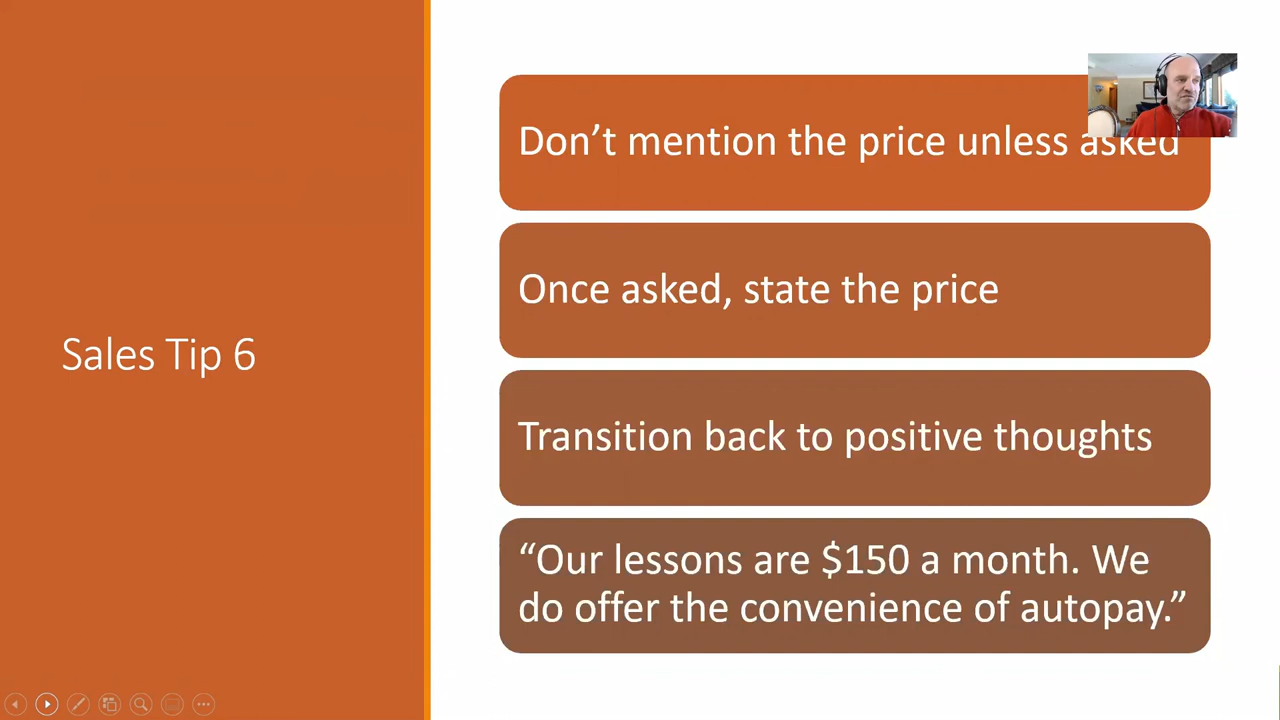 Sales Tip 6
Don’t mention the price unless asked
Once asked, state the price
Transition back to positive thoughts
“Our lessons are $150 a month. We
do offer the convenience of autopay.”